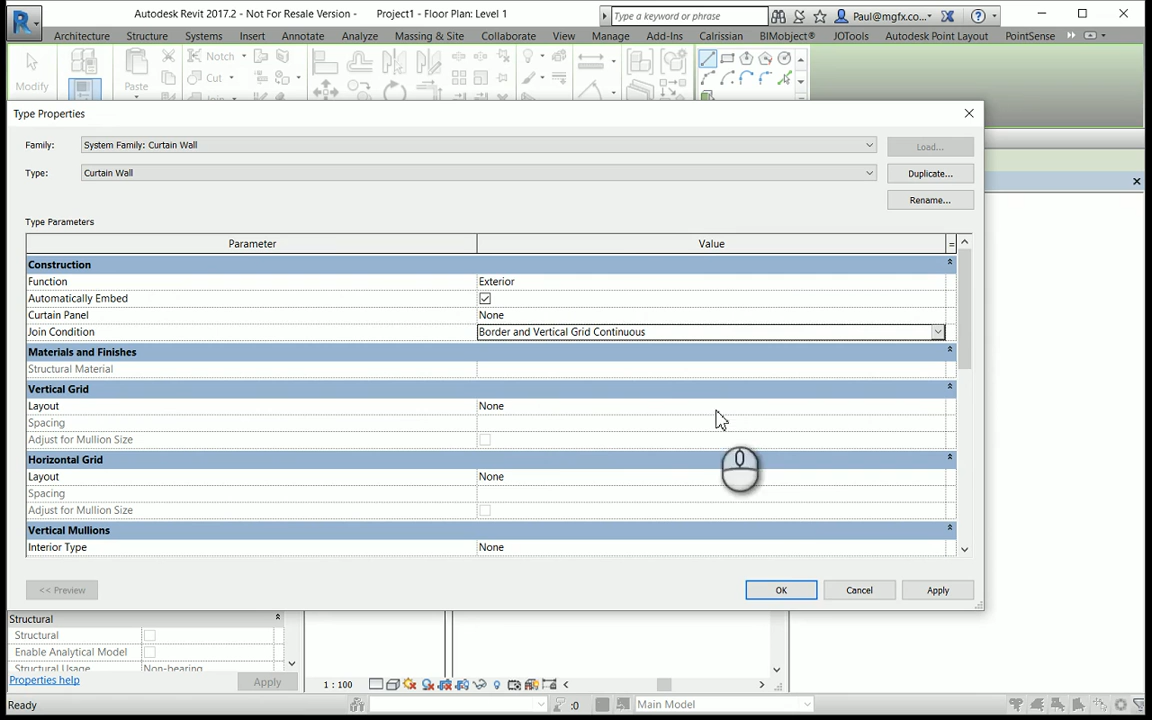 Autodesk Revit 2017.2 - Not For Resale Version - Project1 - Floor Plan: Level 1
Type a keyword or phrase
Paul@mgfx.co...
Architecture Structure Systems Insert Annotate Analyze Massing & Site Collaborate View Manage Add-Ins Calrissian BIMobject® JOTools Autodesk Point Layout PointSense
Modify Paste Notch
Cut
Join
Type Properties
Family: System Family: Curtain Wall Load...
Type: Curtain Wall Duplicate...
Rename...
Type Parameters
Parameter Value =
Construction
Function Exterior
Automatically Embed
Curtain Panel None
Join Condition Border and Vertical Grid Continuous
Materials and Finishes
Structural Material
Vertical Grid
Layout None
Spacing
Adjust for Mullion Size
Horizontal Grid
Layout None
Spacing
Adjust for Mullion Size
Vertical Mullions
Interior Type None
<< Preview OK Cancel Apply
Structural
Structural
Enable Analytical Model
Structural Usage Non-bearing
Properties help Apply
1 : 100
Ready :0 Main Model